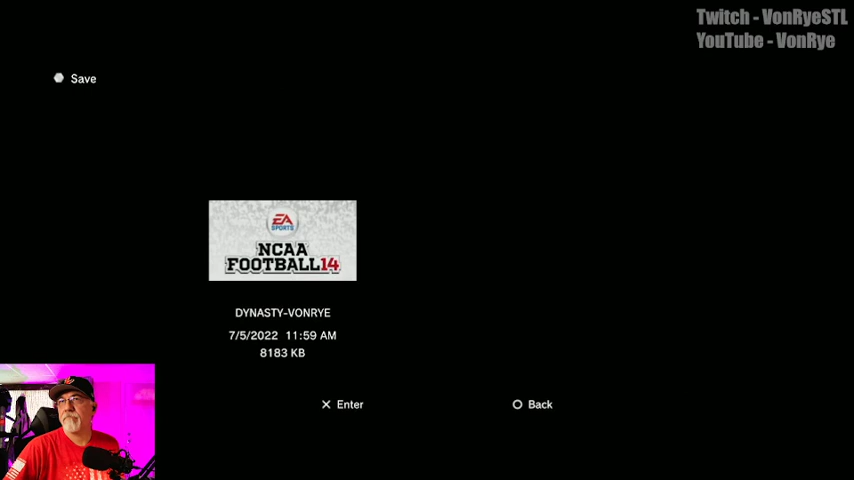 Twitch - VonRyeSTL
YouTube - VonRye
Save
EA
SPORTS
NCAA
FOOTBALL14
DYNASTY-VONRYE
7/5/2022 11:59 AM
8183 KB
Enter
Back